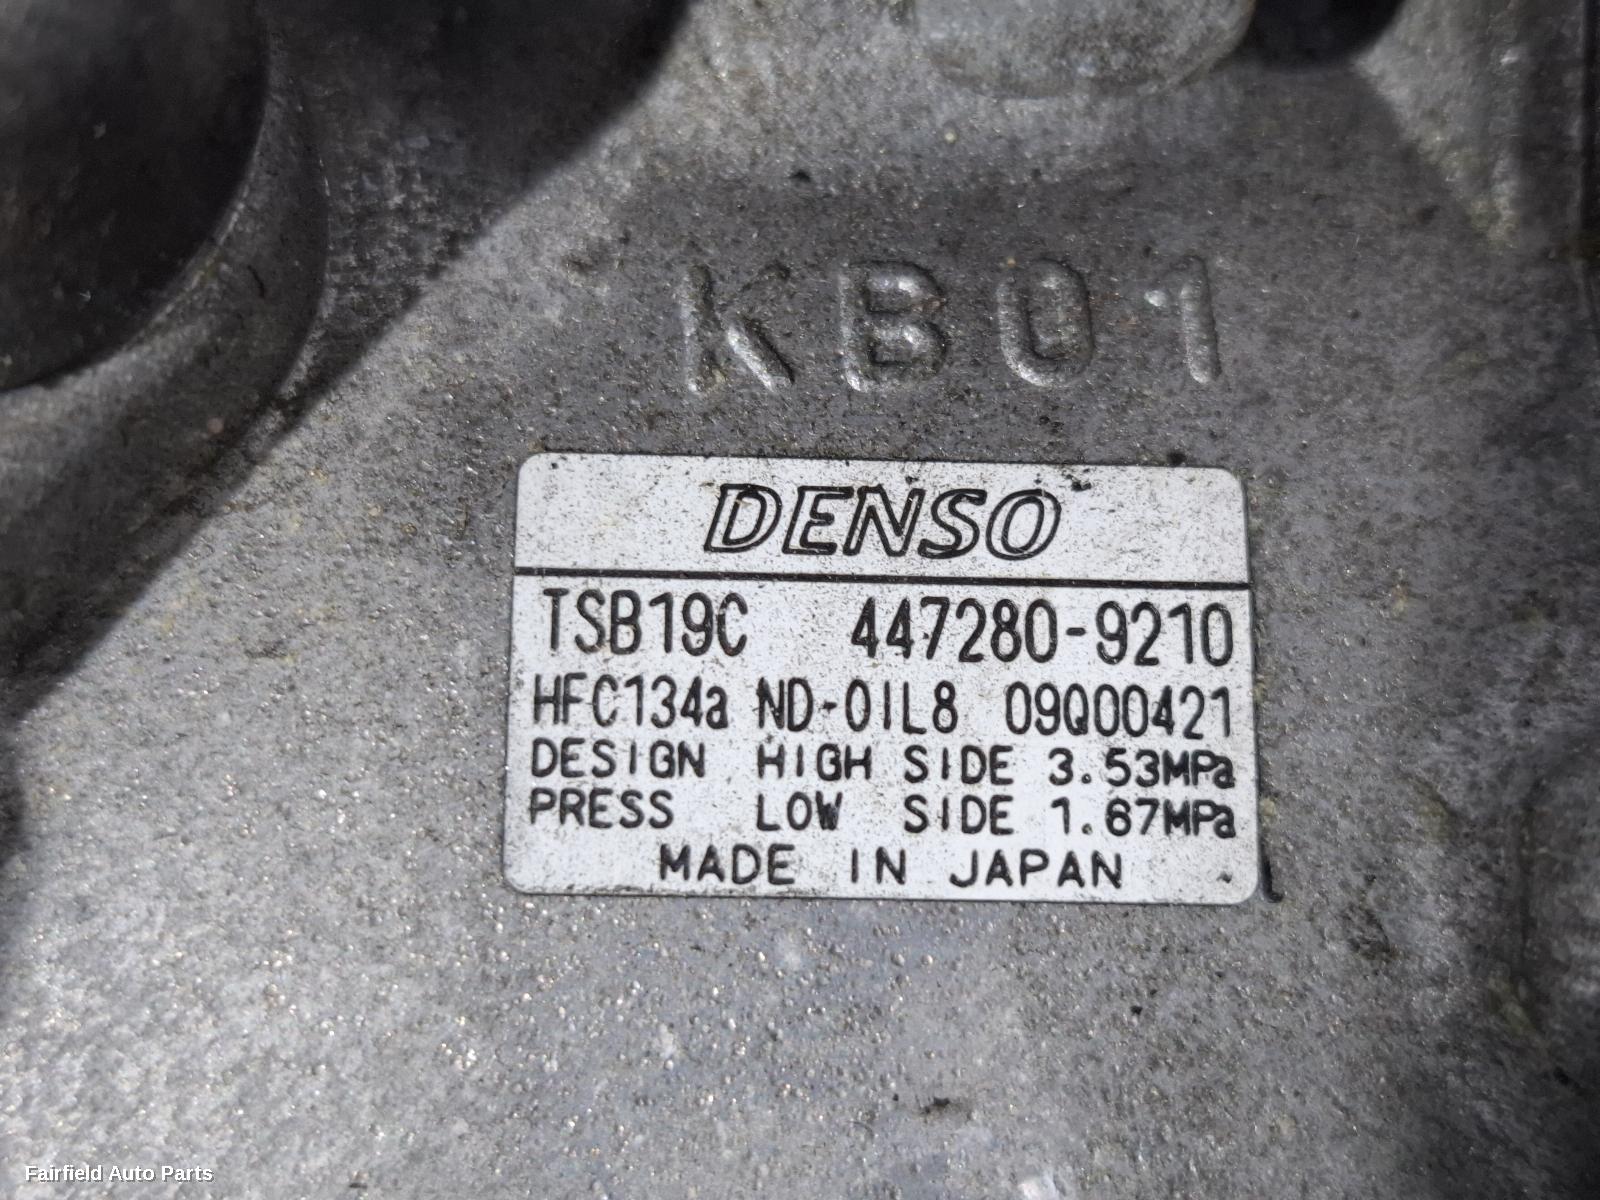 KB01
DENSO
TSB19C 447280-9210
HFC134a ND-OIL8 09Q00421
DESIGN HIGH SIDE 3.53MPa
PRESS LOW SIDE 1.67MPa
MADE IN JAPAN
Fairfield Auto Parts